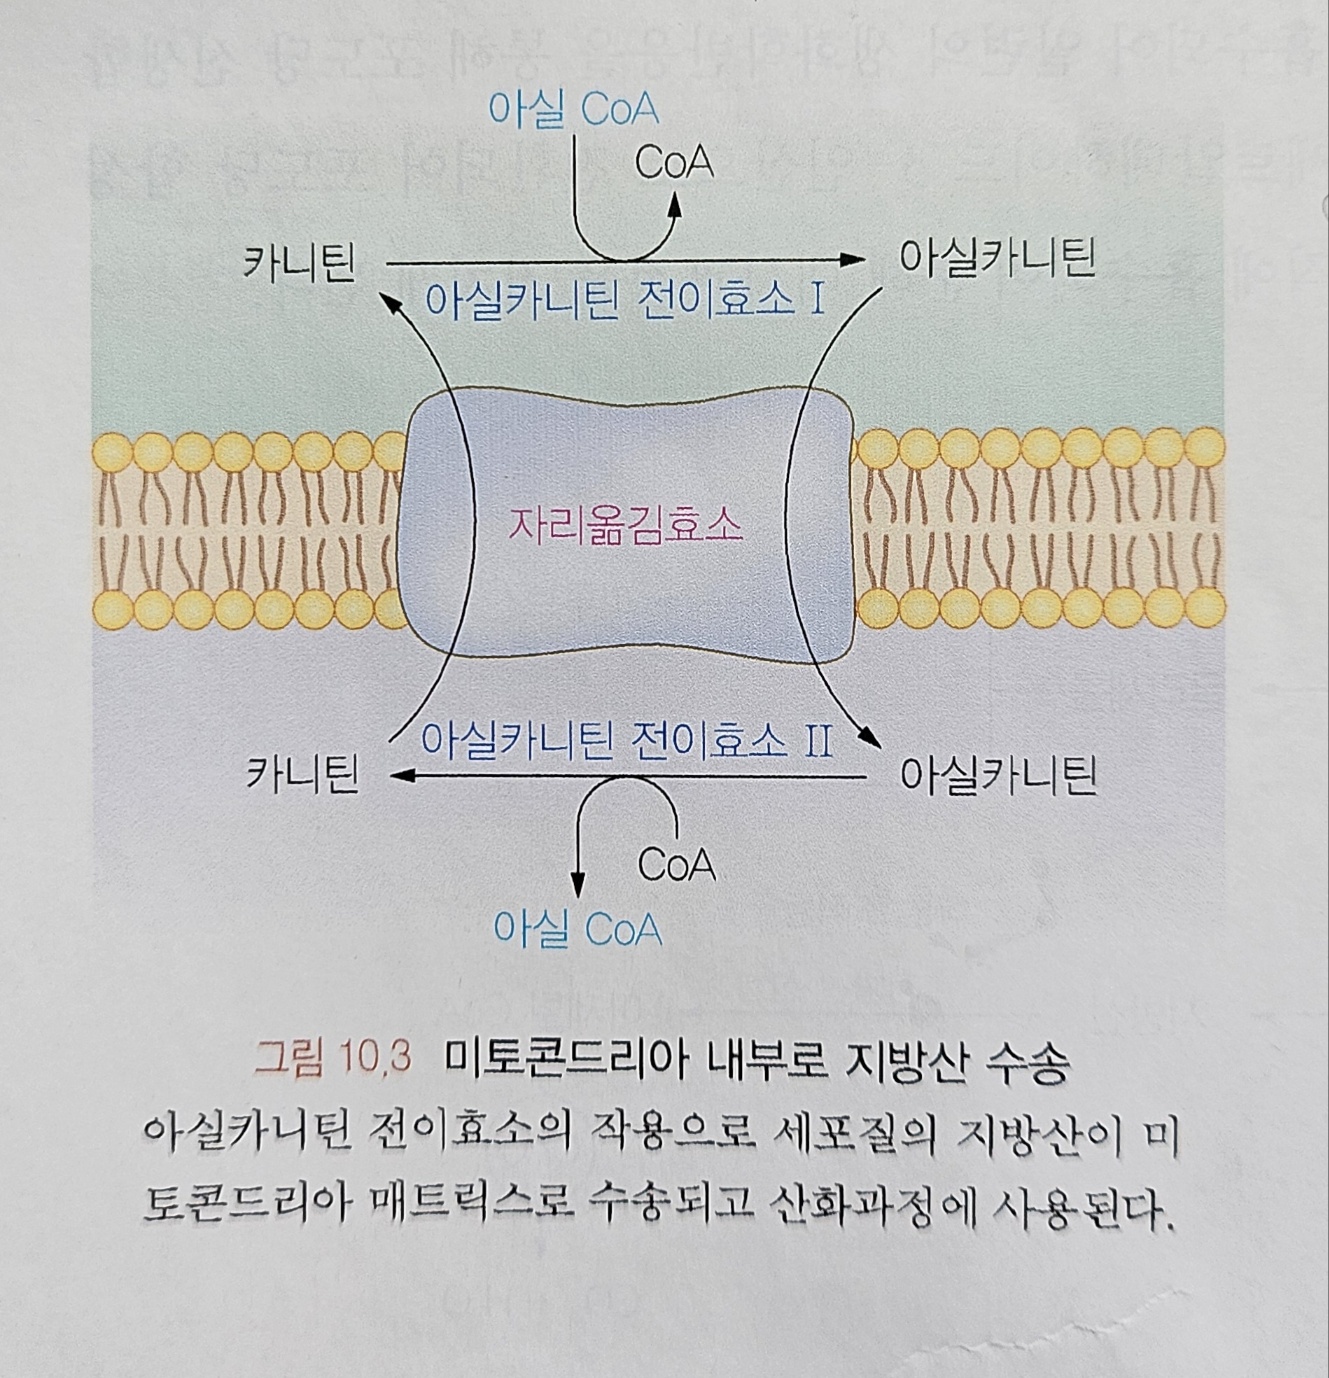 아실 CoA
CoA
카니틴
아실카니틴
아실카니틴 전이효소 I
자리옮김효소
아실카니틴 전이효소 II
카니틴
아실카니틴
CoA
아실 CoA
그림 10.3 미토콘드리아 내부로 지방산 수송
아실카니틴 전이효소의 작용으로 세포질의 지방산이 미
토콘드리아 매트릭스로 수송되고 산화과정에 사용된다.